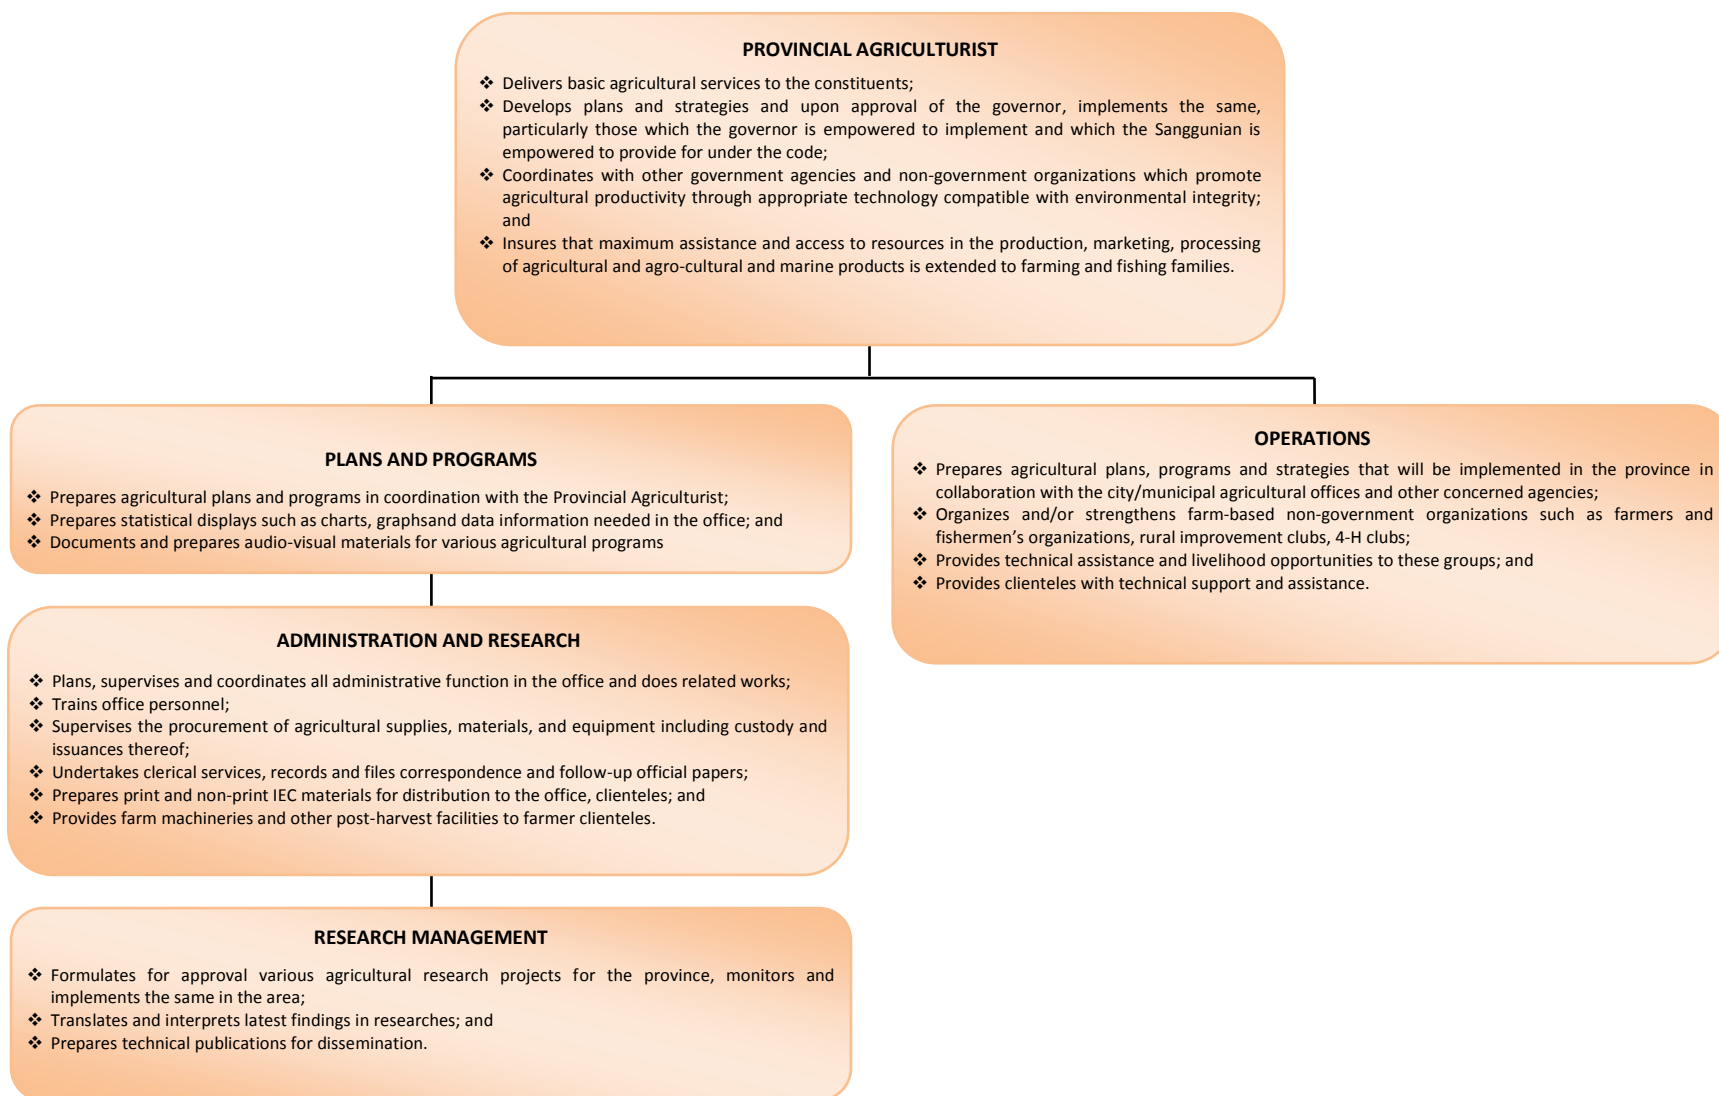 PROVINCIAL AGRICULTURIST
❖ Delivers basic agricultural services to the constituents;
❖ Develops plans and strategies and upon approval of the governor, implements the same,
particularly those which the governor is empowered to implement and which the Sanggunian is
empowered to provide for under the code;
❖ Coordinates with other government agencies and non-government organizations which promote
agricultural productivity through appropriate technology compatible with environmental integrity;
and
❖ Insures that maximum assistance and access to resources in the production, marketing, processing
of agricultural and agro-cultural and marine products is extended to farming and fishing families.
PLANS AND PROGRAMS
❖ Prepares agricultural plans and programs in coordination with the Provincial Agriculturist;
❖ Prepares statistical displays such as charts, graphsand data information needed in the office; and
❖ Documents and prepares audio-visual materials for various agricultural programs
OPERATIONS
❖ Prepares agricultural plans, programs and strategies that will be implemented in the province in
collaboration with the city/municipal agricultural offices and other concerned agencies;
❖ Organizes and/or strengthens farm-based non-government organizations such as farmers and
fishermen's organizations, rural improvement clubs, 4-H clubs;
❖ Provides technical assistance and livelihood opportunities to these groups; and
❖ Provides clienteles with technical support and assistance.
ADMINISTRATION AND RESEARCH
❖ Plans, supervises and coordinates all administrative function in the office and does related works;
❖ Trains office personnel;
❖ Supervises the procurement of agricultural supplies, materials, and equipment including custody and
issuances thereof;
❖ Undertakes clerical services, records and files correspondence and follow-up official papers;
❖ Prepares print and non-print IEC materials for distribution to the office, clienteles; and
❖ Provides farm machineries and other post-harvest facilities to farmer clienteles.
RESEARCH MANAGEMENT
❖ Formulates for approval various agricultural research projects for the province, monitors and
implements the same in the area;
❖ Translates and interprets latest findings in researches; and
❖ Prepares technical publications for dissemination.